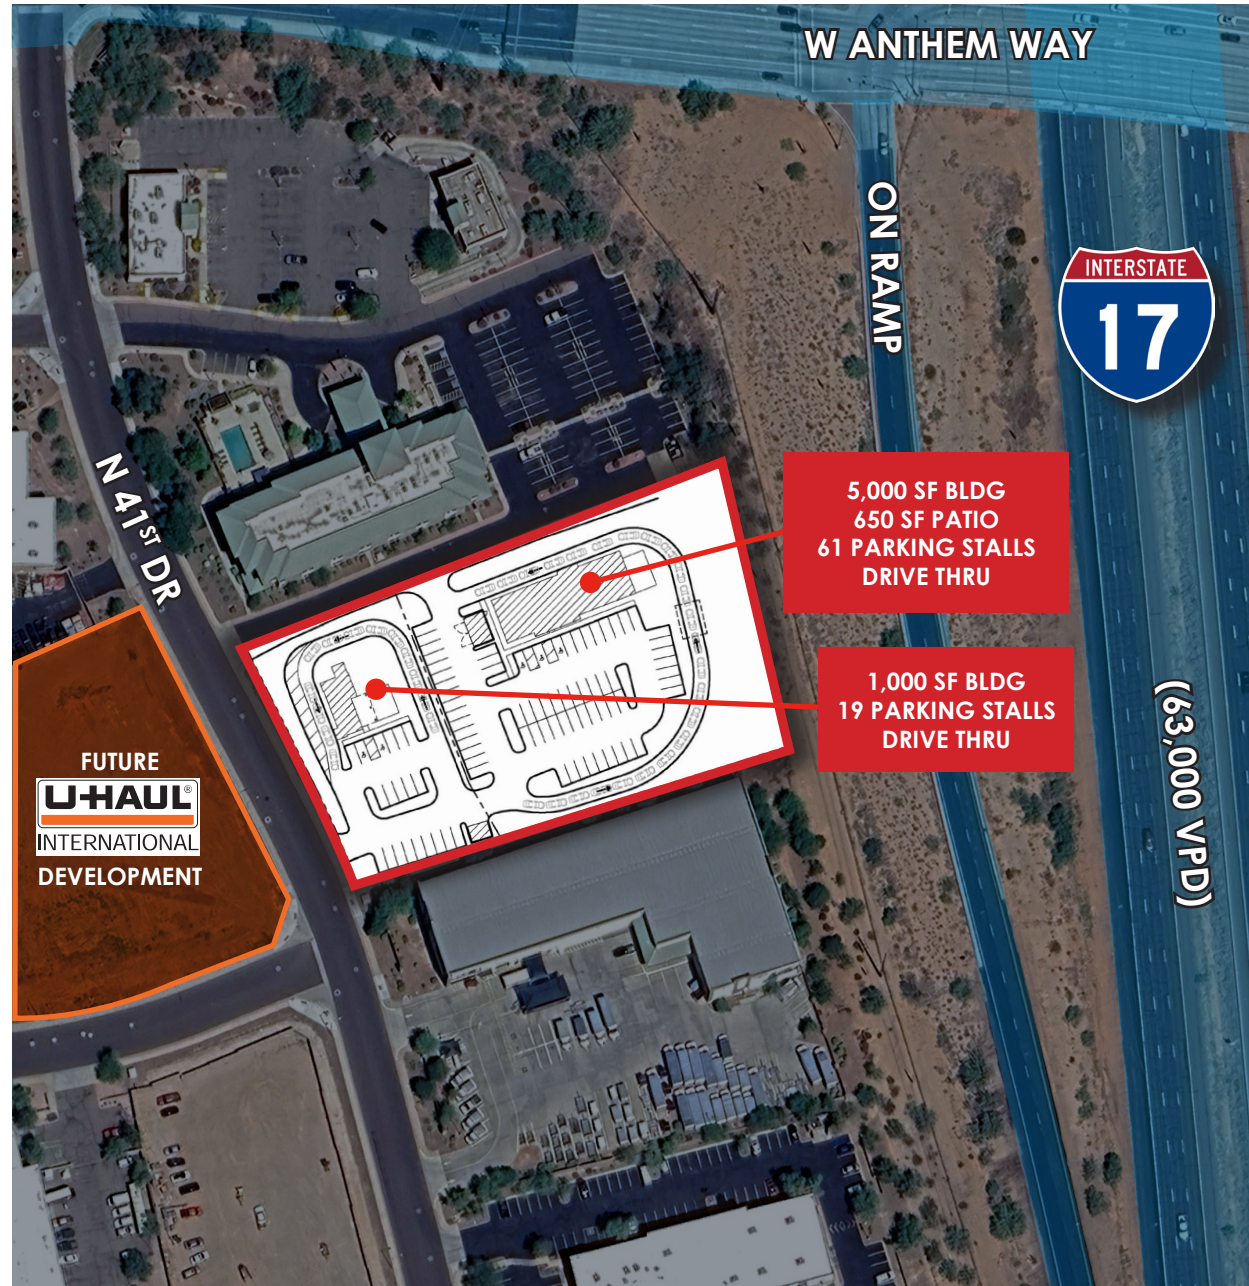 W ANTHEM WAY
ON RAMP
INTERSTATE
17
N 41ST DR
5,000 SF BLDG
650 SF PATIO
61 PARKING STALLS
DRIVE THRU
1,000 SF BLDG
19 PARKING STALLS
DRIVE THRU
(63,000 VPD)
FUTURE
U-HAUL®
INTERNATIONAL
DEVELOPMENT